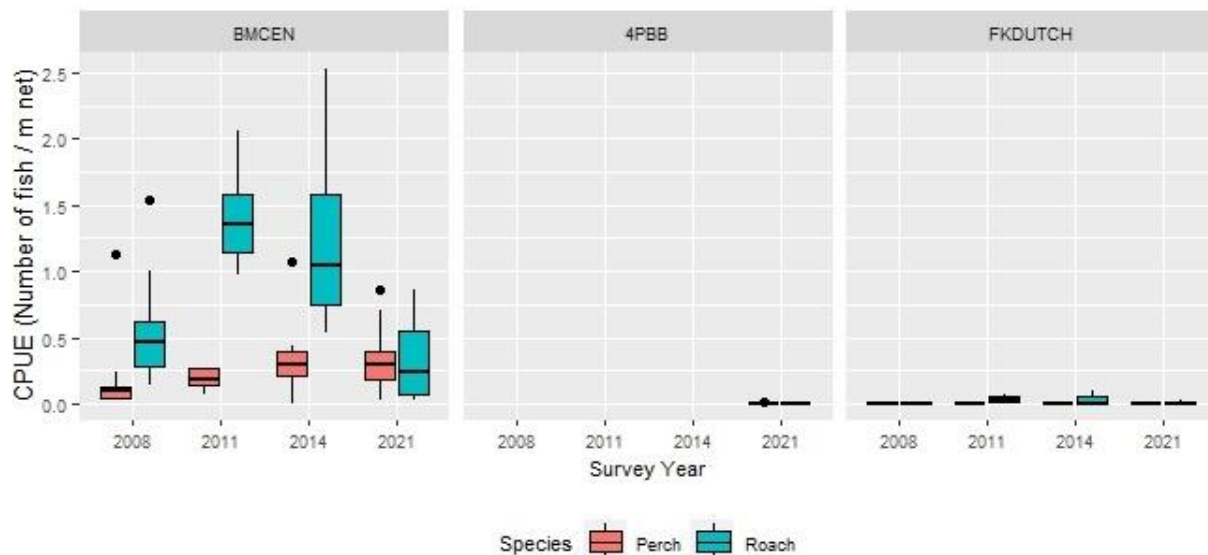 BMCEN 4PBB FKDUTCH
CPUE (Number of fish / m net)
2.5
2.0
1.5
1.0
0.5
0.0
2008 2011 2014 2021 2008 2011 2014 2021 2008 2011 2014 2021
Survey Year
Species Perch Roach